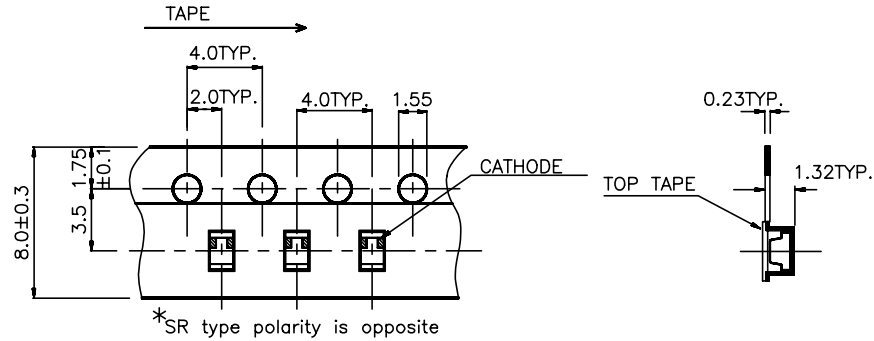 TAPE
4.0TYP.
2.0TYP.
4.0TYP.
1.55
0.23TYP.
8.0±0.3
1.75
±0.1
3.5
CATHODE
TOP TAPE
1.32TYP.
*SR type polarity is opposite